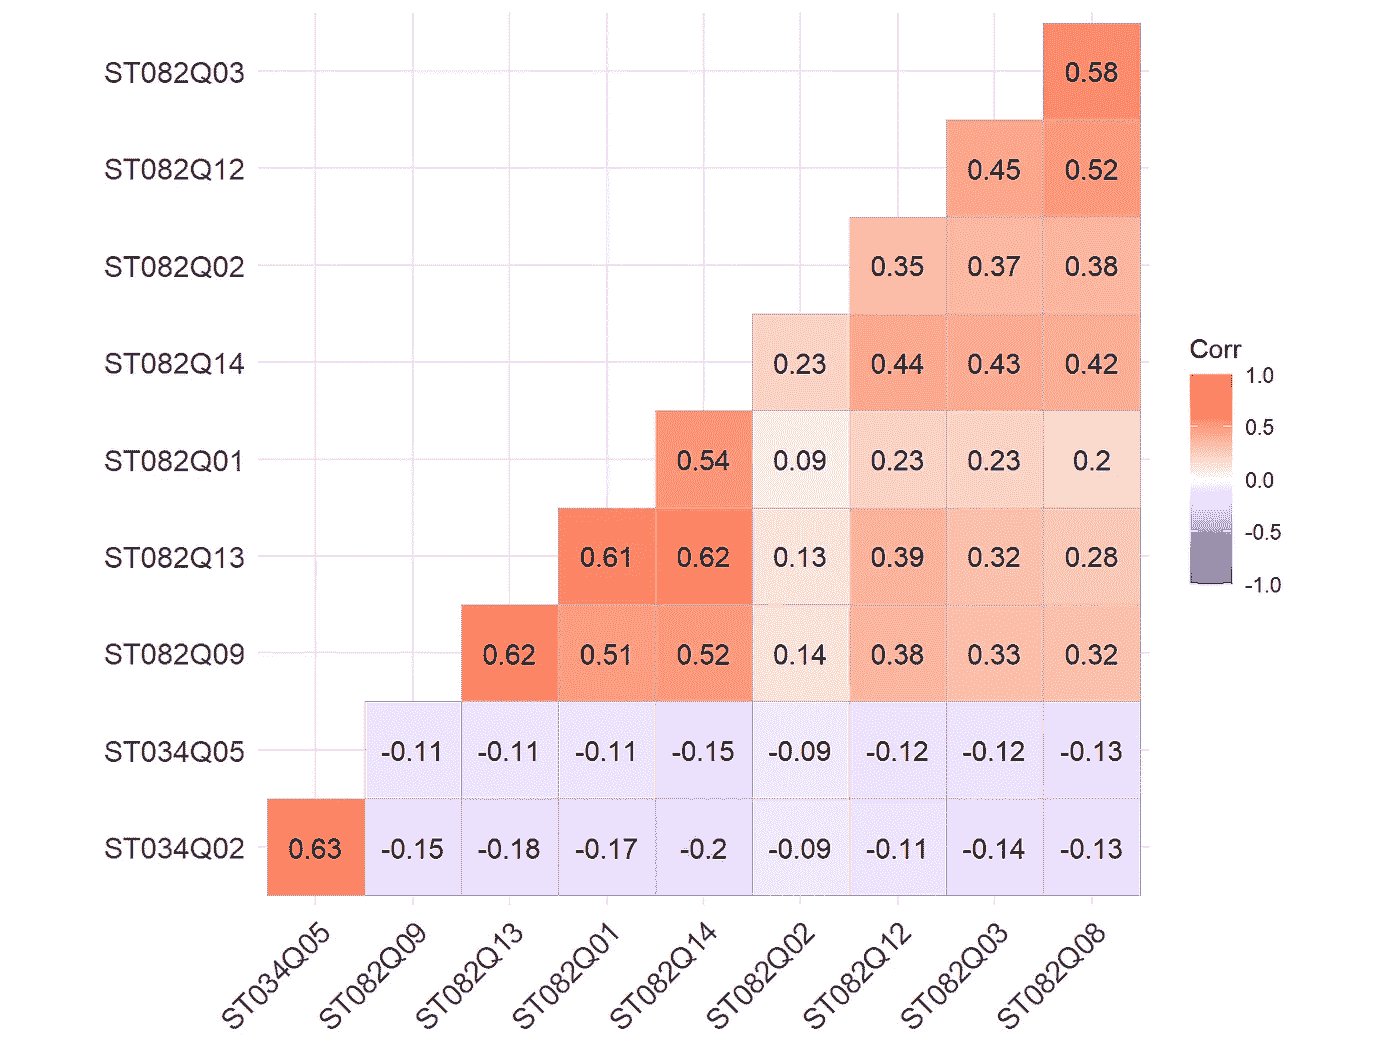 ST082Q03 0.58
ST082Q12 0.45 0.52
ST082Q02 0.35 0.37 0.38
ST082Q14 0.23 0.44 0.43 0.42
ST082Q01 0.54 0.09 0.23 0.23 0.2
ST082Q13 0.61 0.62 0.13 0.39 0.32 0.28
ST082Q09 0.62 0.51 0.52 0.14 0.38 0.33 0.32
ST034Q05 -0.11 -0.11 -0.11 -0.15 -0.09 -0.12 -0.12 -0.13
ST034Q02 0.63 -0.15 -0.18 -0.17 -0.2 -0.09 -0.11 -0.14 -0.13
ST034Q05 ST082Q09 ST082Q13 ST082Q01 ST082Q14 ST082Q02 ST082Q12 ST082Q03 ST082Q08
Corr
1.0
0.5
0.0
-0.5
-1.0